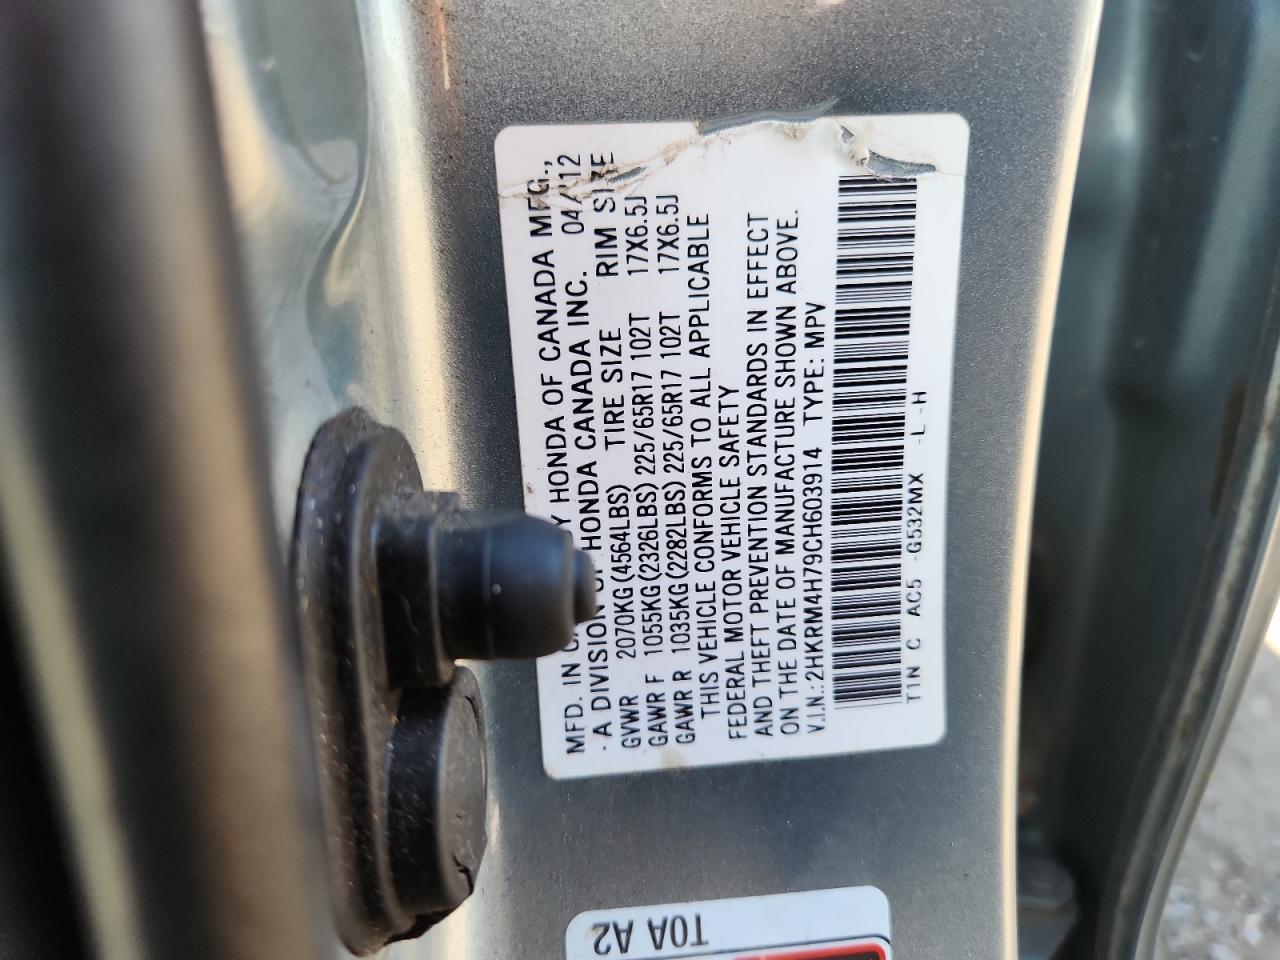 MFD. IN HONDA OF CANADA MFG.,
A DIVISION OF HONDA CANADA INC. 04/12
GVWR 2070KG(4564LBS) TIRE SIZE RIM SIZE
GAWR F 1055KG(2326LBS) 225/65R17 102T 17X6.5J
GAWR R 1035KG(2282LBS) 225/65R17 102T 17X6.5J
THIS VEHICLE CONFORMS TO ALL APPLICABLE
FEDERAL MOTOR VEHICLE SAFETY
AND THEFT PREVENTION STANDARDS IN EFFECT
ON THE DATE OF MANUFACTURE SHOWN ABOVE.
V.I.N.:2HKRM4H79CH603914 TYPE: MPV
T1N C AC5 -G532MX -L -H
T0A A2